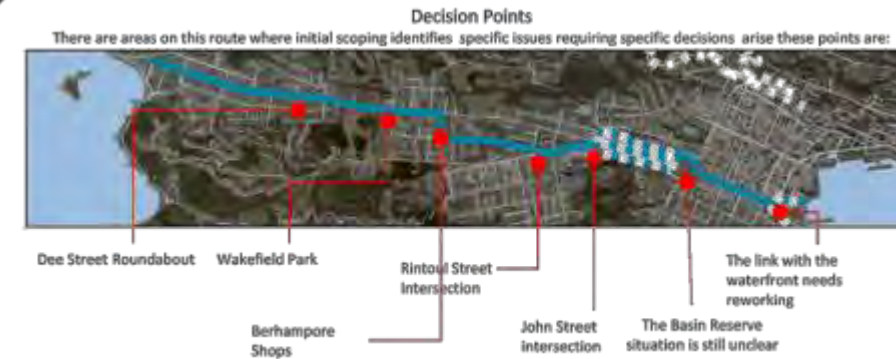 Decision Points
There are areas on this route where initial scoping identifies specific issues requiring specific decisions arise these points are:
Dee Street Roundabout
Wakefield Park
Berhampore
Shops
Rintoul Street
Intersection
John Street
intersection
The Basin Reserve
situation is still unclear
The link with the
waterfront needs
reworking